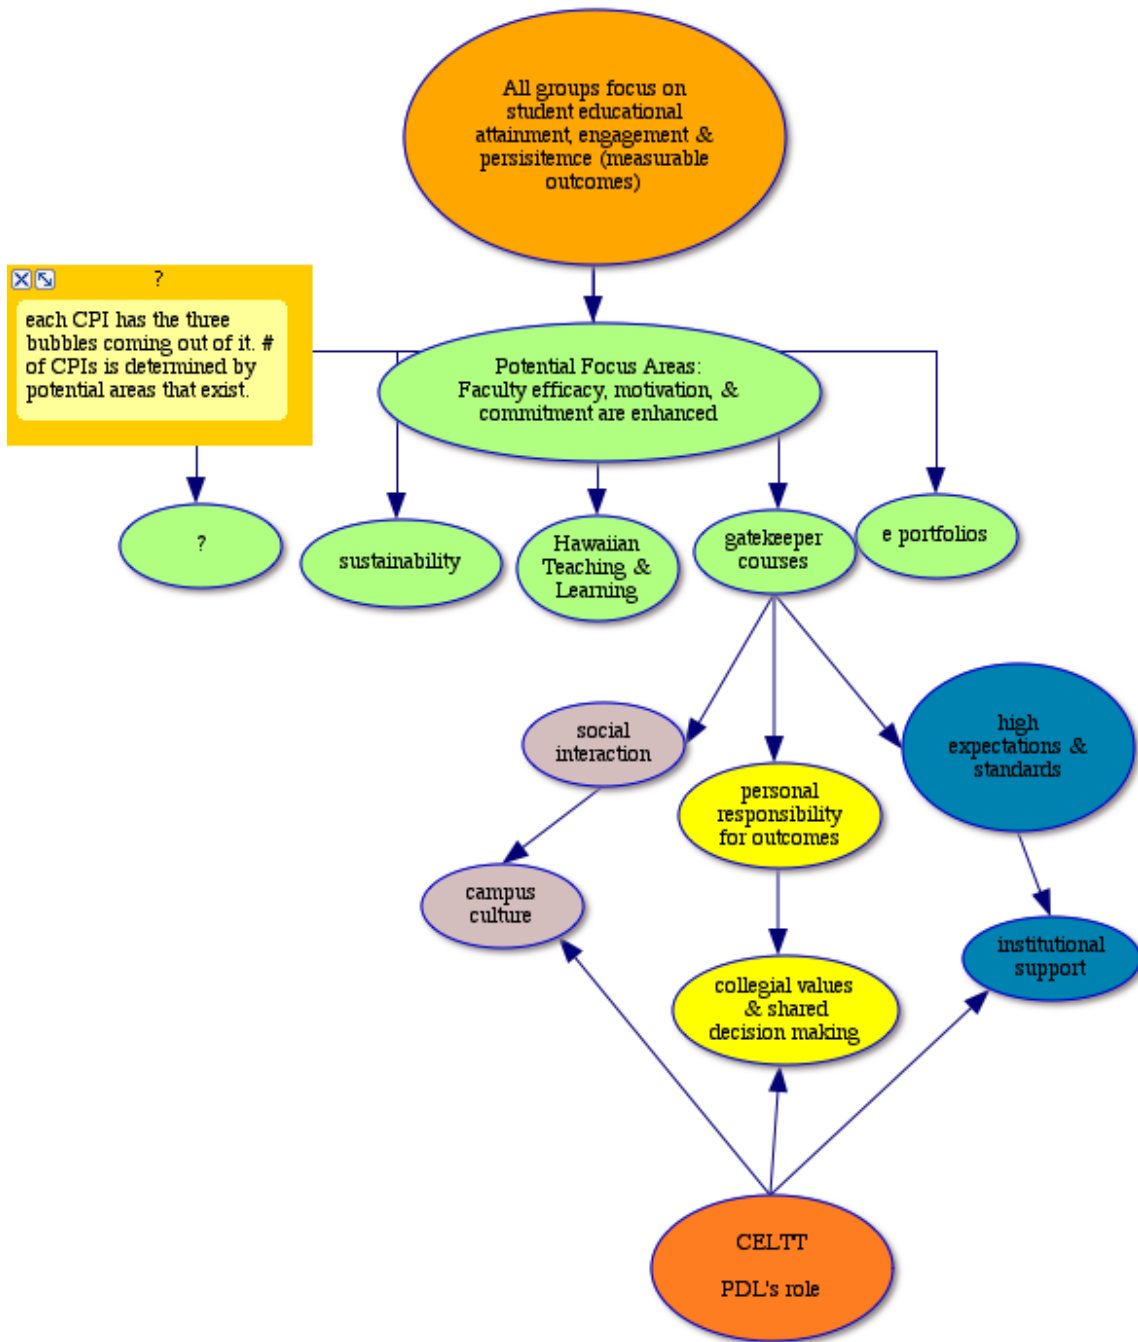 All groups focus on
student educational
attainment, engagement &
persisitemce (measurable
outcomes)
?
each CPI has the three
bubbles coming out of it. #
of CPIs is determined by
potential areas that exist.
Potential Focus Areas:
Faculty efficacy, motivation, &
commitment are enhanced
?
sustainability
Hawaiian
Teaching &
Learning
gatekeeper
courses
e portfolios
social
interaction
personal
responsibility
for outcomes
high
expectations &
standards
campus
culture
collegial values
& shared
decision making
institutional
support
CELTT
PDL's role